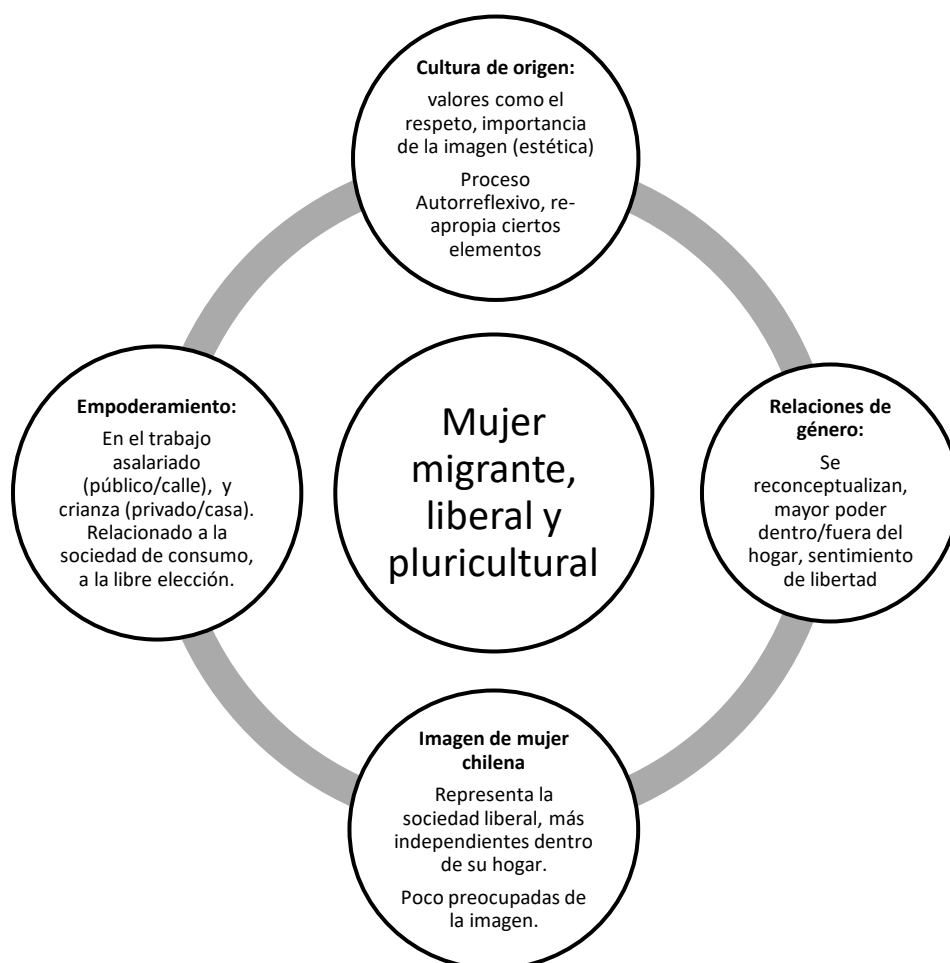 Cultura de origen:
valores como el
respeto, importancia
de la imagen (estética)
Proceso
Autorreflexivo, re-
apropia ciertos
elementos
Empoderamiento:
En el trabajo
asalariado
(público/calle), y
crianza (privado/casa).
Relacionado a la
sociedad de consumo,
a la libre elección.
Mujer
migrante,
liberal y
pluricultural
Relaciones de
género:
Se
reconceptualizan,
mayor poder
dentro/fuera del
hogar, sentimiento
de libertad
Imagen de mujer
chilena
Representa la
sociedad liberal, más
independientes dentro
de su hogar.
Poco preocupadas de
la imagen.